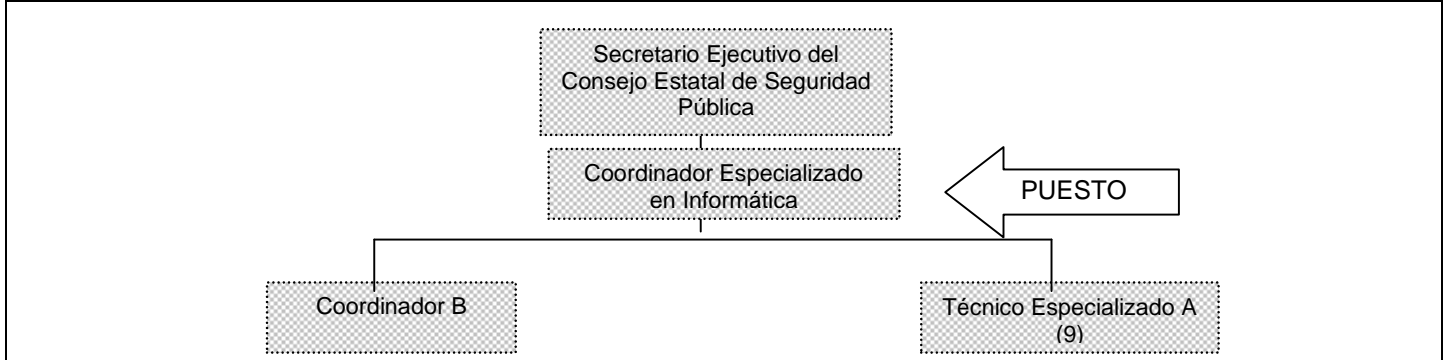 Secretario Ejecutivo del
Consejo Estatal de Seguridad
Pública
Coordinador Especializado
en Informática
PUESTO
Coordinador B
Técnico Especializado A
(9)